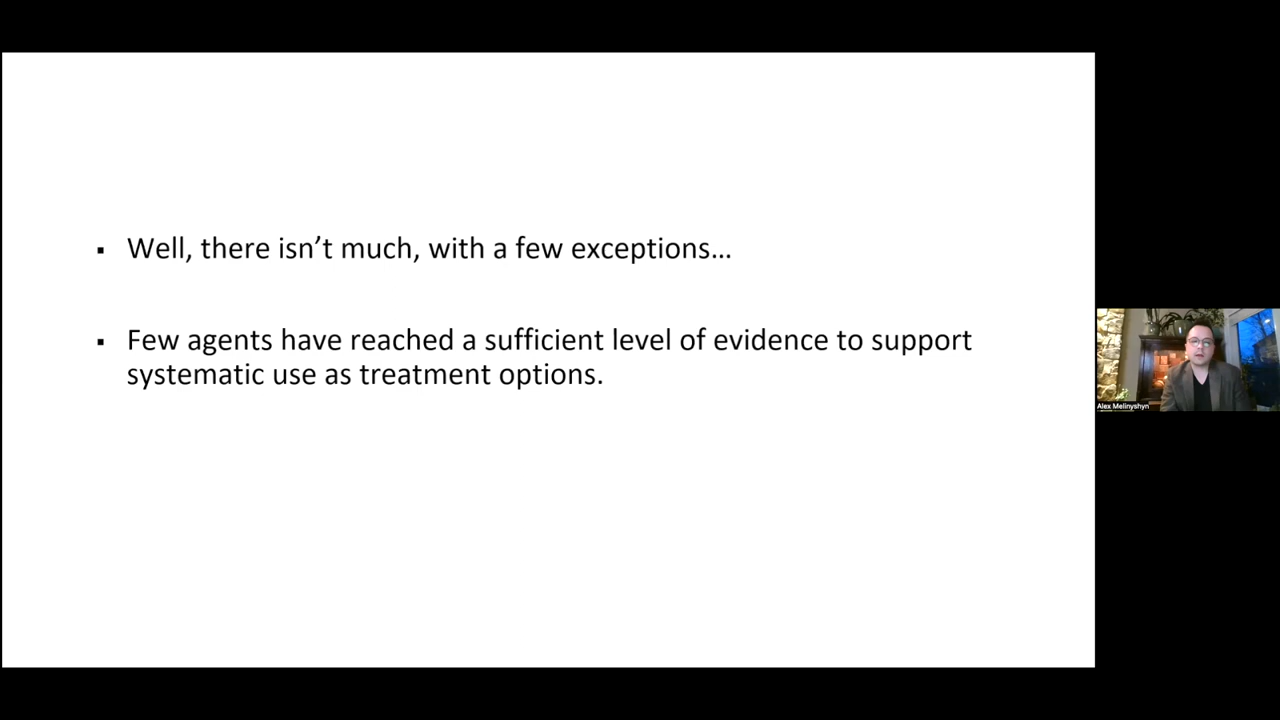 ▪ Well, there isn’t much, with a few exceptions…
▪ Few agents have reached a sufficient level of evidence to support
systematic use as treatment options.
Alex Melinyshyn